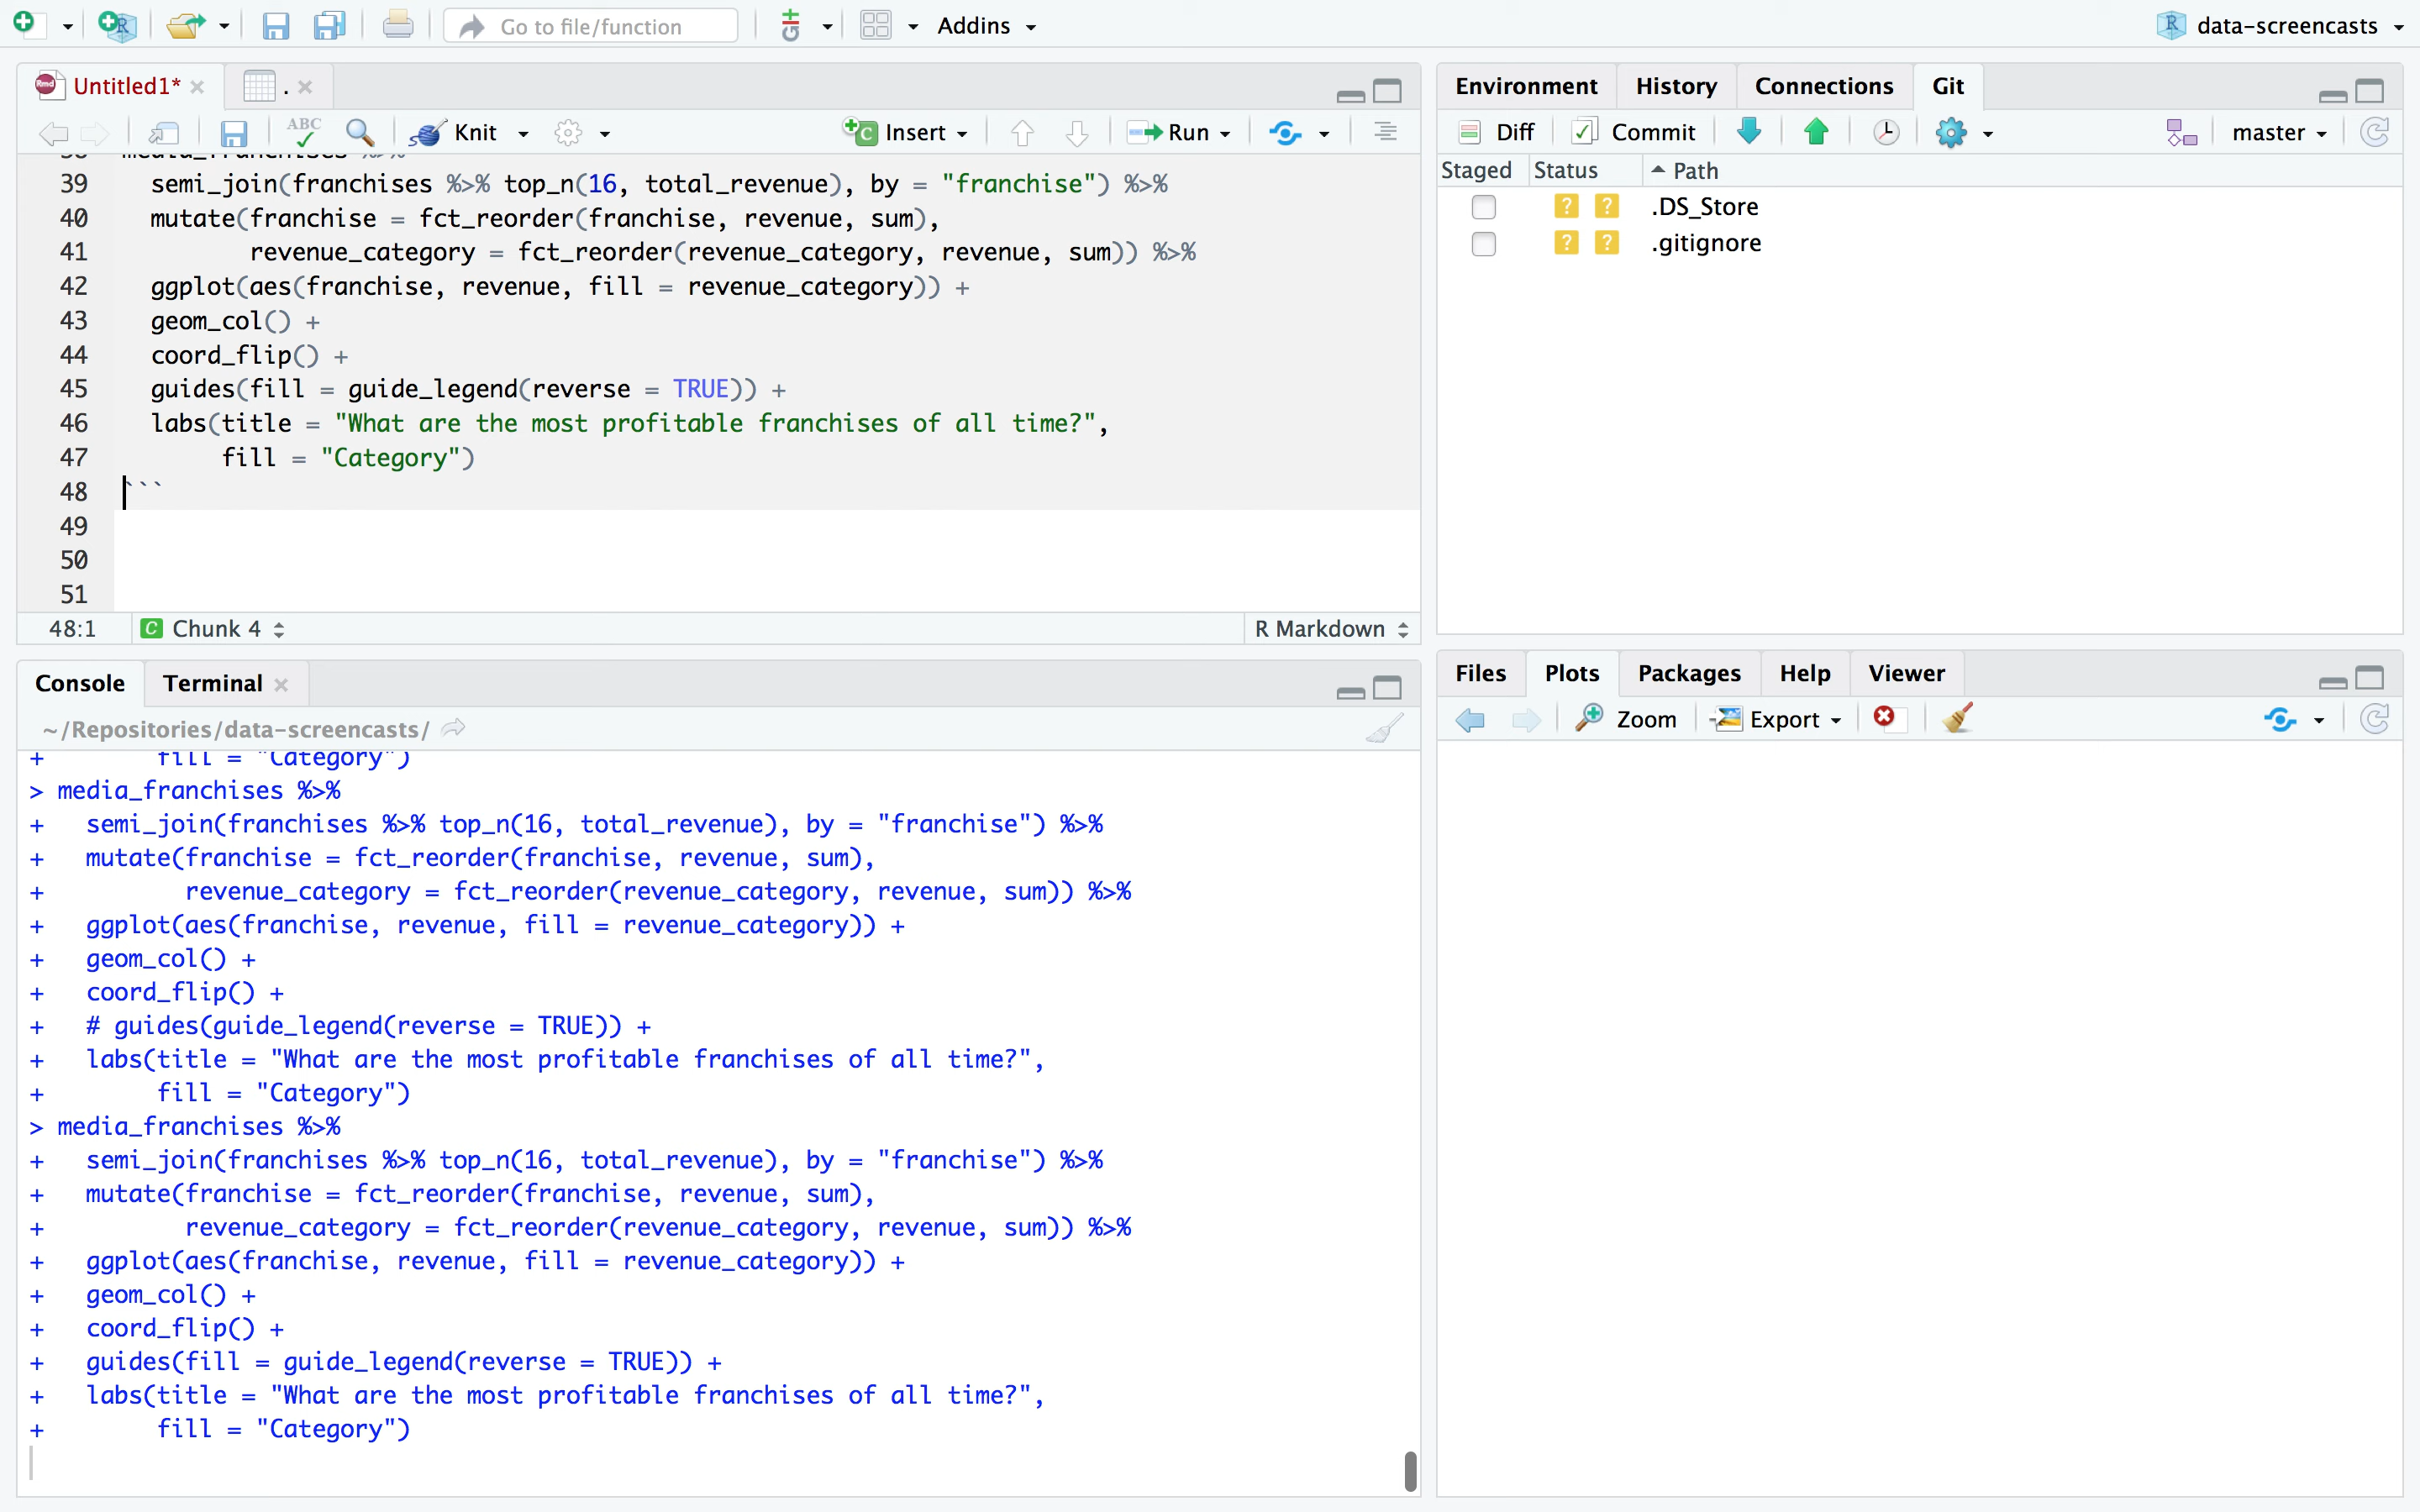 Go to file/function
Addins
data-screencasts
Untitled1*
.
ABC
Knit
Insert
Run
38 media_franchises %>%
39 semi_join(franchises %>% top_n(16, total_revenue), by = "franchise") %>%
40 mutate(franchise = fct_reorder(franchise, revenue, sum),
41 revenue_category = fct_reorder(revenue_category, revenue, sum)) %>%
42 ggplot(aes(franchise, revenue, fill = revenue_category)) +
43 geom_col() +
44 coord_flip() +
45 guides(fill = guide_legend(reverse = TRUE)) +
46 labs(title = "What are the most profitable franchises of all time?",
47 fill = "Category")
48 ```
49
50
51
48:1 C Chunk 4 R Markdown
Console Terminal
~/Repositories/data-screencasts/
+ fill = "Category")
> media_franchises %>%
+ semi_join(franchises %>% top_n(16, total_revenue), by = "franchise") %>%
+ mutate(franchise = fct_reorder(franchise, revenue, sum),
+ revenue_category = fct_reorder(revenue_category, revenue, sum)) %>%
+ ggplot(aes(franchise, revenue, fill = revenue_category)) +
+ geom_col() +
+ coord_flip() +
+ # guides(guide_legend(reverse = TRUE)) +
+ labs(title = "What are the most profitable franchises of all time?",
+ fill = "Category")
> media_franchises %>%
+ semi_join(franchises %>% top_n(16, total_revenue), by = "franchise") %>%
+ mutate(franchise = fct_reorder(franchise, revenue, sum),
+ revenue_category = fct_reorder(revenue_category, revenue, sum)) %>%
+ ggplot(aes(franchise, revenue, fill = revenue_category)) +
+ geom_col() +
+ coord_flip() +
+ guides(fill = guide_legend(reverse = TRUE)) +
+ labs(title = "What are the most profitable franchises of all time?",
+ fill = "Category")
Environment History Connections Git
Diff Commit master
Staged Status Path
? ? .DS_Store
? ? .gitignore
Files Plots Packages Help Viewer
Zoom Export